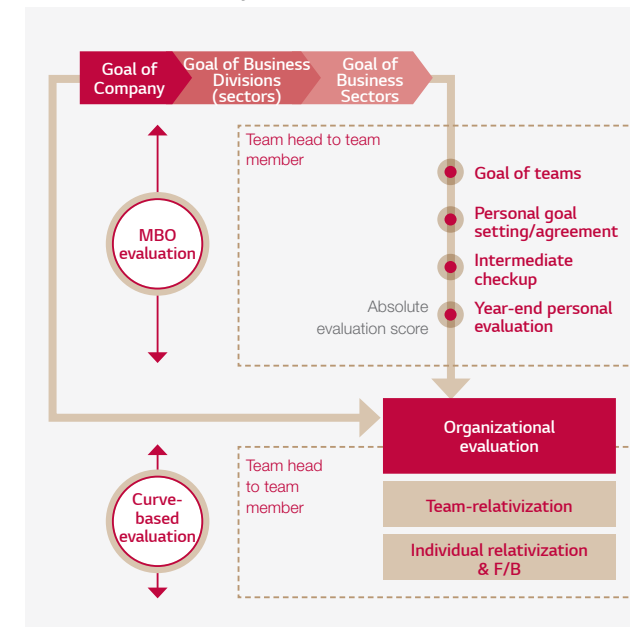 Goal of
Company
Goal of Business
Divisions
(sectors)
Goal of
Business
Sectors
Team head to team
member
Goal of teams
Personal goal
setting/agreement
MBO
evaluation
Intermediate
checkup
Absolute
evaluation score
Year-end personal
evaluation
Organizational
evaluation
Team head
to team
member
Curve-
based
evaluation
Team-relativization
Individual relativization
& F/B